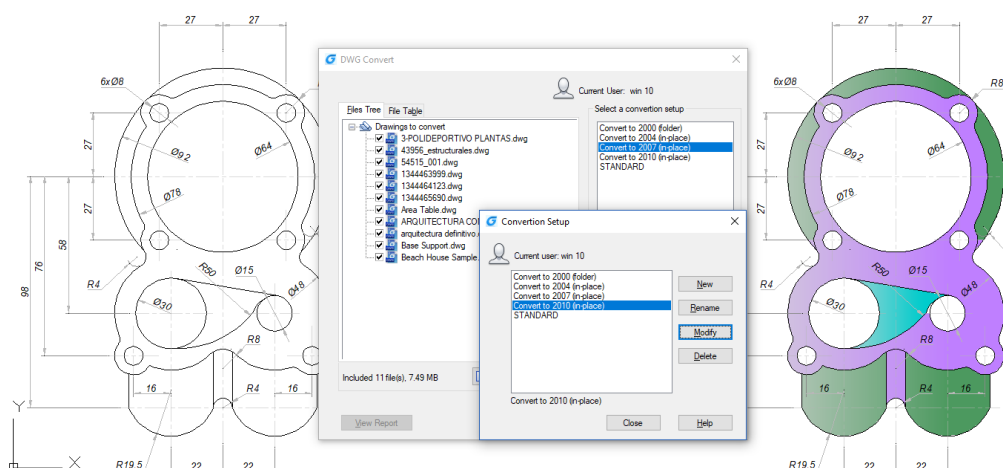 27
27
6xØ8
27
Ø92
Ø64
Ø78
27
58
76
98
R4
R50
Ø15
Ø48
Ø30
R8
16
R4
16
R19.5
22
22
Y
X
DWG Convert
Current User: win 10
Files Tree
File Table
Drawings to convert
3-POLIDEPORTIVO PLANTAS.dwg
43956_estructurales.dwg
54515_001.dwg
1344463999.dwg
1344464123.dwg
1344465690.dwg
Area Table.dwg
ARQUITECTURA CO
arquitectura definitivo.
Base Support.dwg
Beach House Sample.
Included 11 file(s), 7.49 MB
View Report
Select a convertion setup
Convert to 2000 (folder)
Convert to 2004 (in-place)
Convert to 2007 (in-place)
Convert to 2010 (in-place)
STANDARD
Convertion Setup
Current user: win 10
Convert to 2000 (folder)
Convert to 2004 (in-place)
Convert to 2007 (in-place)
Convert to 2010 (in-place)
STANDARD
New
Rename
Modify
Delete
Convert to 2010 (in-place)
Close
Help
27
27
R8
27
Ø92
Ø64
Ø78
27
R4
R50
Ø15
Ø48
Ø30
R8
16
R4
16
R19.5
22
22